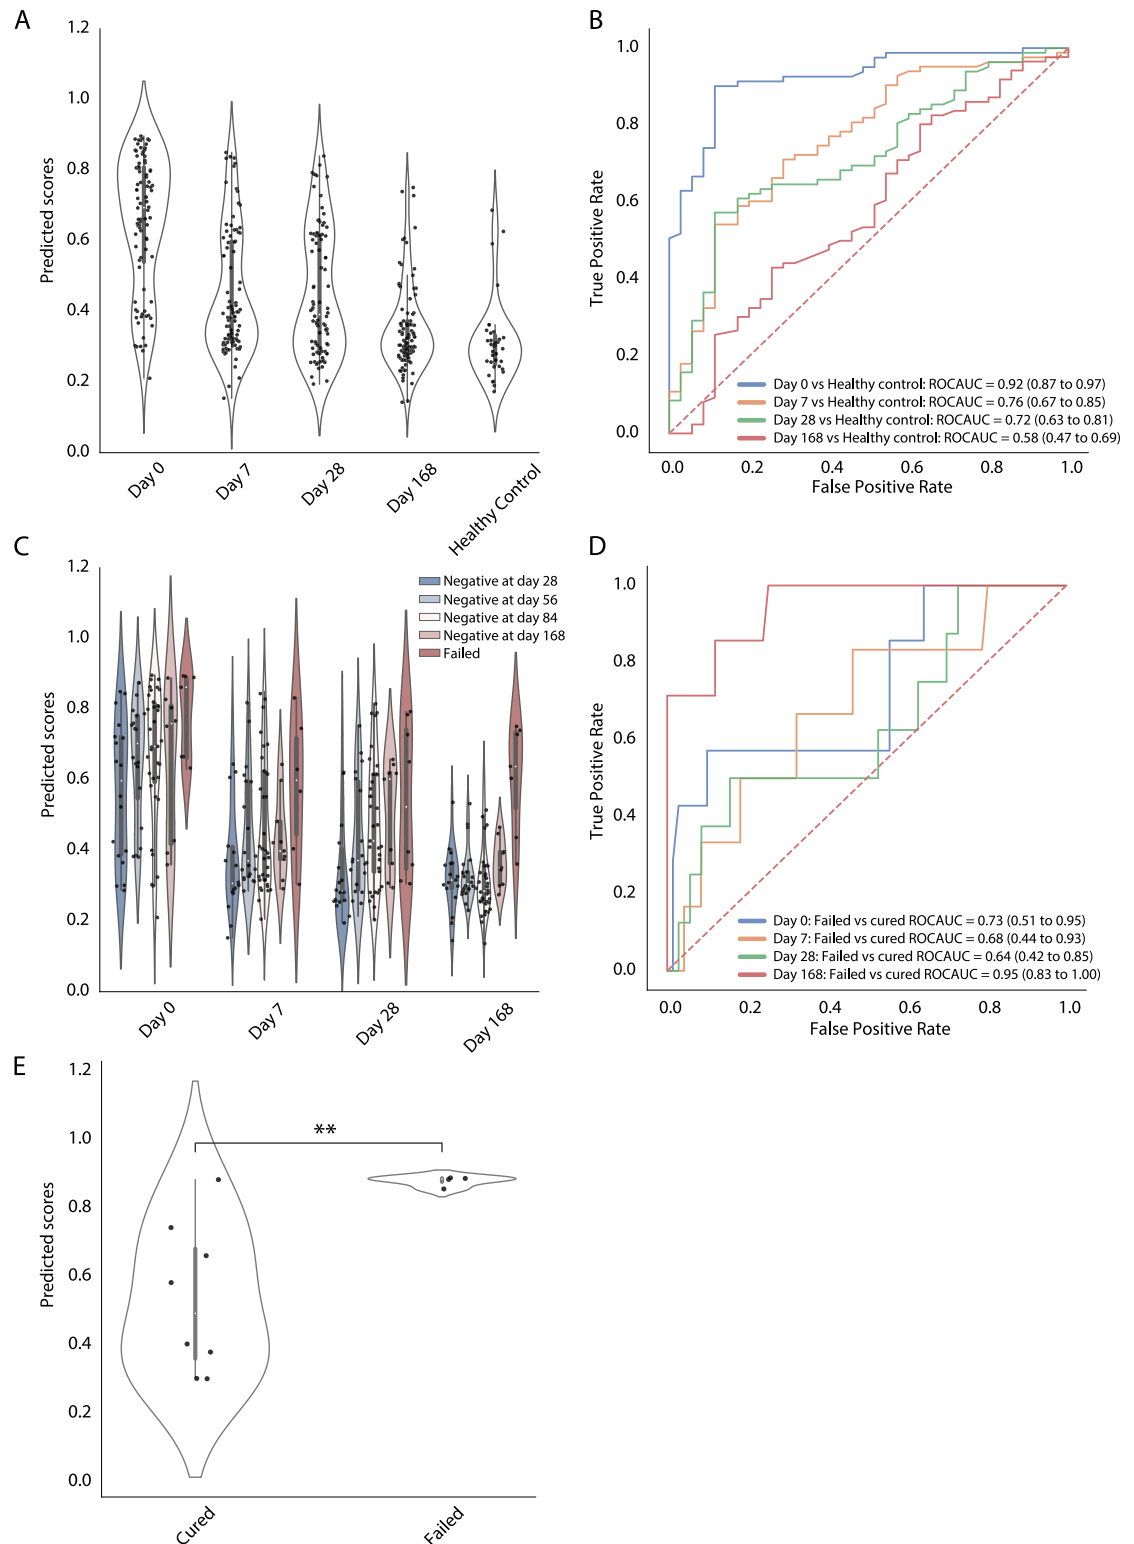 A
1.2
1.0
0.8
0.6
0.4
0.2
0.0
Predicted scores
Day 0
Day 7
Day 28
Day 168
Healthy Control
B
1.0
0.8
0.6
0.4
0.2
0.0
True Positive Rate
Day 0 vs Healthy control: ROCAUC = 0.92 (0.87 to 0.97)
Day 7 vs Healthy control: ROCAUC = 0.76 (0.67 to 0.85)
Day 28 vs Healthy control: ROCAUC = 0.72 (0.63 to 0.81)
Day 168 vs Healthy control: ROCAUC = 0.58 (0.47 to 0.69)
0.0 0.2 0.4 0.6 0.8 1.0
False Positive Rate
C
1.2
1.0
0.8
0.6
0.4
0.2
0.0
Predicted scores
Negative at day 28
Negative at day 56
Negative at day 84
Negative at day 168
Failed
Day 0
Day 7
Day 28
Day 168
D
1.0
0.8
0.6
0.4
0.2
0.0
True Positive Rate
Day 0: Failed vs cured ROCAUC = 0.73 (0.51 to 0.95)
Day 7: Failed vs cured ROCAUC = 0.68 (0.44 to 0.93)
Day 28: Failed vs cured ROCAUC = 0.64 (0.42 to 0.85)
Day 168: Failed vs cured ROCAUC = 0.95 (0.83 to 1.00)
0.0 0.2 0.4 0.6 0.8 1.0
False Positive Rate
E
1.2
1.0
0.8
0.6
0.4
0.2
0.0
Predicted scores
**
Cured
Failed